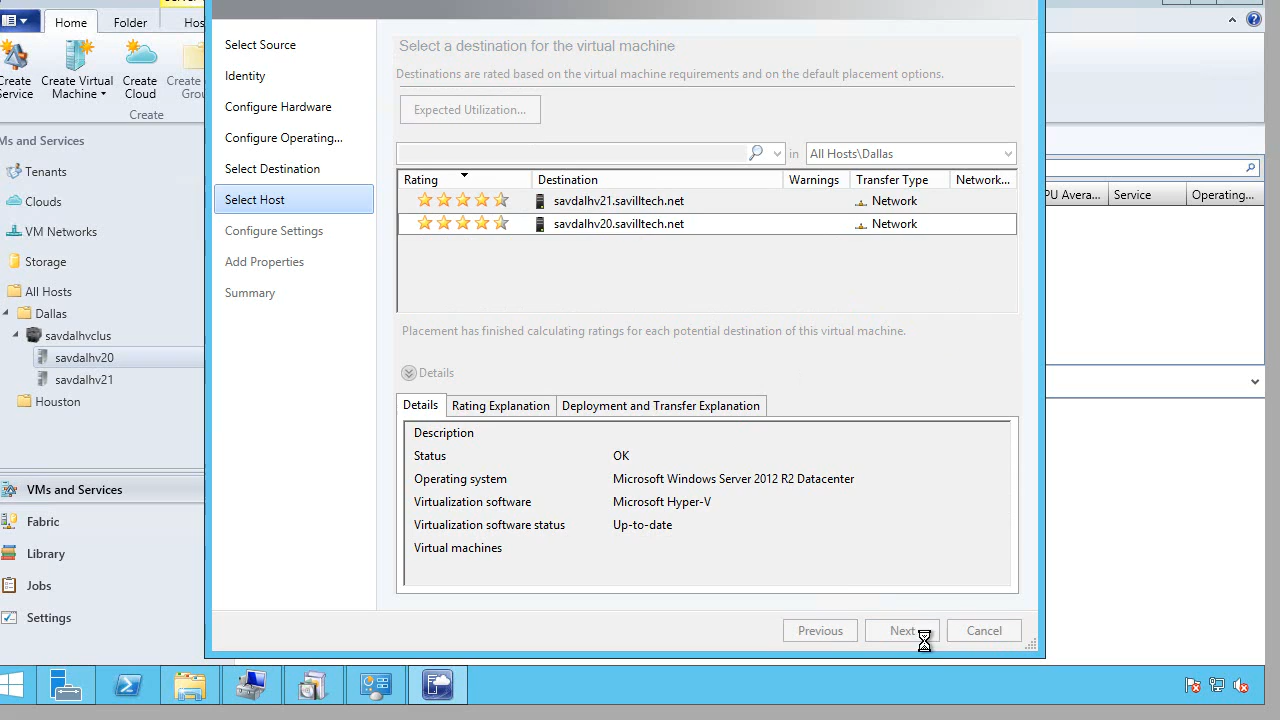 Home
Folder
Create Virtual
Machine
Create
Cloud
Create
VMs and Services
Tenants
Clouds
VM Networks
Storage
All Hosts
Dallas
savdalhvclus
savdalhv20
savdalhv21
Houston
VMs and Services
Fabric
Library
Jobs
Settings
Select Source
Identity
Configure Hardware
Configure Operating...
Select Destination
Select Host
Configure Settings
Add Properties
Summary
Select a destination for the virtual machine
Destinations are rated based on the virtual machine requirements and on the default placement options.
Expected Utilization...
in All Hosts\Dallas
Rating Destination Warnings Transfer Type Network...
savdalhv21.savilltech.net Network
savdalhv20.savilltech.net Network
Placement has finished calculating ratings for each potential destination of this virtual machine.
Details
Details Rating Explanation Deployment and Transfer Explanation
Description
Status OK
Operating system Microsoft Windows Server 2012 R2 Datacenter
Virtualization software Microsoft Hyper-V
Virtualization software status Up-to-date
Virtual machines
Previous Next Cancel
PU Avera... Service Operating...